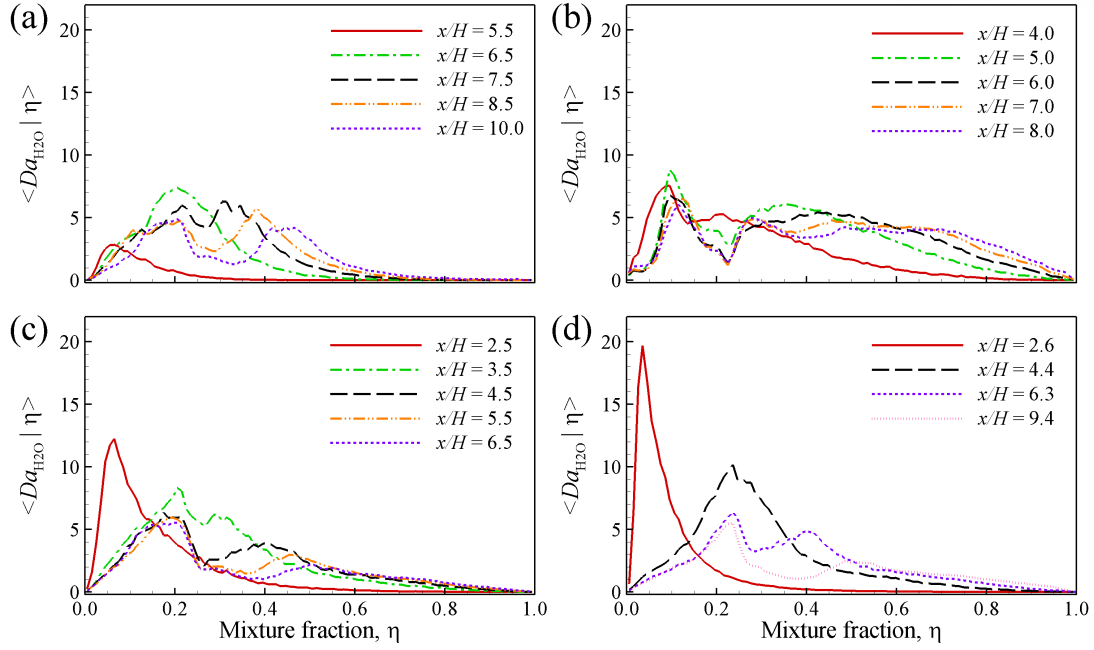 (a)
20
15
10
5
0
<Da_H2O | η>
x/H = 5.5
x/H = 6.5
x/H = 7.5
x/H = 8.5
x/H = 10.0
(b)
20
15
10
5
0
<Da_H2O | η>
x/H = 4.0
x/H = 5.0
x/H = 6.0
x/H = 7.0
x/H = 8.0
(c)
20
15
10
5
0
<Da_H2O | η>
x/H = 2.5
x/H = 3.5
x/H = 4.5
x/H = 5.5
x/H = 6.5
0.0 0.2 0.4 0.6 0.8 1.0
Mixture fraction, η
(d)
20
15
10
5
0
<Da_H2O | η>
x/H = 2.6
x/H = 4.4
x/H = 6.3
x/H = 9.4
0.0 0.2 0.4 0.6 0.8 1.0
Mixture fraction, η